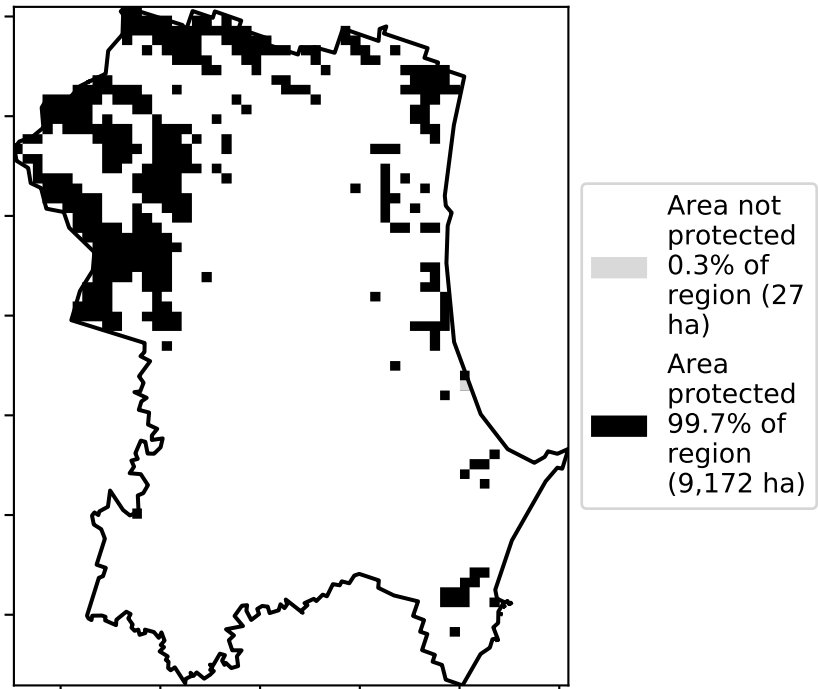 Area not
protected
0.3% of
region (27
ha)
Area
protected
99.7% of
region
(9,172 ha)